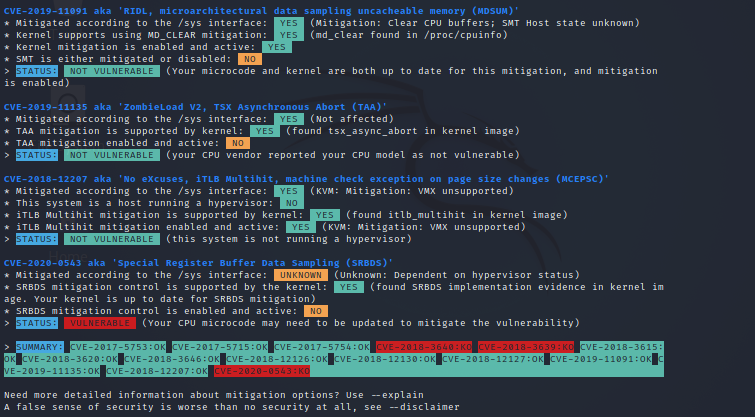 CVE-2019-11091 aka 'RIDL, microarchitectural data sampling uncacheable memory (MDSUM)'
* Mitigated according to the /sys interface: YES (Mitigation: Clear CPU buffers; SMT Host state unknown)
* Kernel supports using MD_CLEAR mitigation: YES (md_clear found in /proc/cpuinfo)
* Kernel mitigation is enabled and active: YES
* SMT is either mitigated or disabled: NO
> STATUS: NOT VULNERABLE (Your microcode and kernel are both up to date for this mitigation, and mitigation
is enabled)
CVE-2019-11135 aka 'ZombieLoad V2, TSX Asynchronous Abort (TAA)'
* Mitigated according to the /sys interface: YES (Not affected)
* TAA mitigation is supported by kernel: YES (found tsx_async_abort in kernel image)
* TAA mitigation enabled and active: NO
> STATUS: NOT VULNERABLE (your CPU vendor reported your CPU model as not vulnerable)
CVE-2018-12207 aka 'No eXcuses, iTLB Multihit, machine check exception on page size changes (MCEPSC)'
* Mitigated according to the /sys interface: YES (KVM: Mitigation: VMX unsupported)
* This system is a host running a hypervisor: NO
* iTLB Multihit mitigation is supported by kernel: YES (found itlb_multihit in kernel image)
* iTLB Multihit mitigation enabled and active: YES (KVM: Mitigation: VMX unsupported)
> STATUS: NOT VULNERABLE (this system is not running a hypervisor)
CVE-2020-0543 aka 'Special Register Buffer Data Sampling (SRBDS)'
* Mitigated according to the /sys interface: UNKNOWN (Unknown: Dependent on hypervisor status)
* SRBDS mitigation control is supported by the kernel: YES (found SRBDS implementation evidence in kernel im
age. Your kernel is up to date for SRBDS mitigation)
* SRBDS mitigation control is enabled and active: NO
> STATUS: VULNERABLE (Your CPU microcode may need to be updated to mitigate the vulnerability)
> SUMMARY: CVE-2017-5753:OK CVE-2017-5715:OK CVE-2017-5754:OK CVE-2018-3640:KO CVE-2018-3639:KO CVE-2018-3615:
OK CVE-2018-3620:OK CVE-2018-3646:OK CVE-2018-12126:OK CVE-2018-12130:OK CVE-2018-12127:OK CVE-2019-11091:OK C
VE-2019-11135:OK CVE-2018-12207:OK CVE-2020-0543:KO
Need more detailed information about mitigation options? Use --explain
A false sense of security is worse than no security at all, see --disclaimer